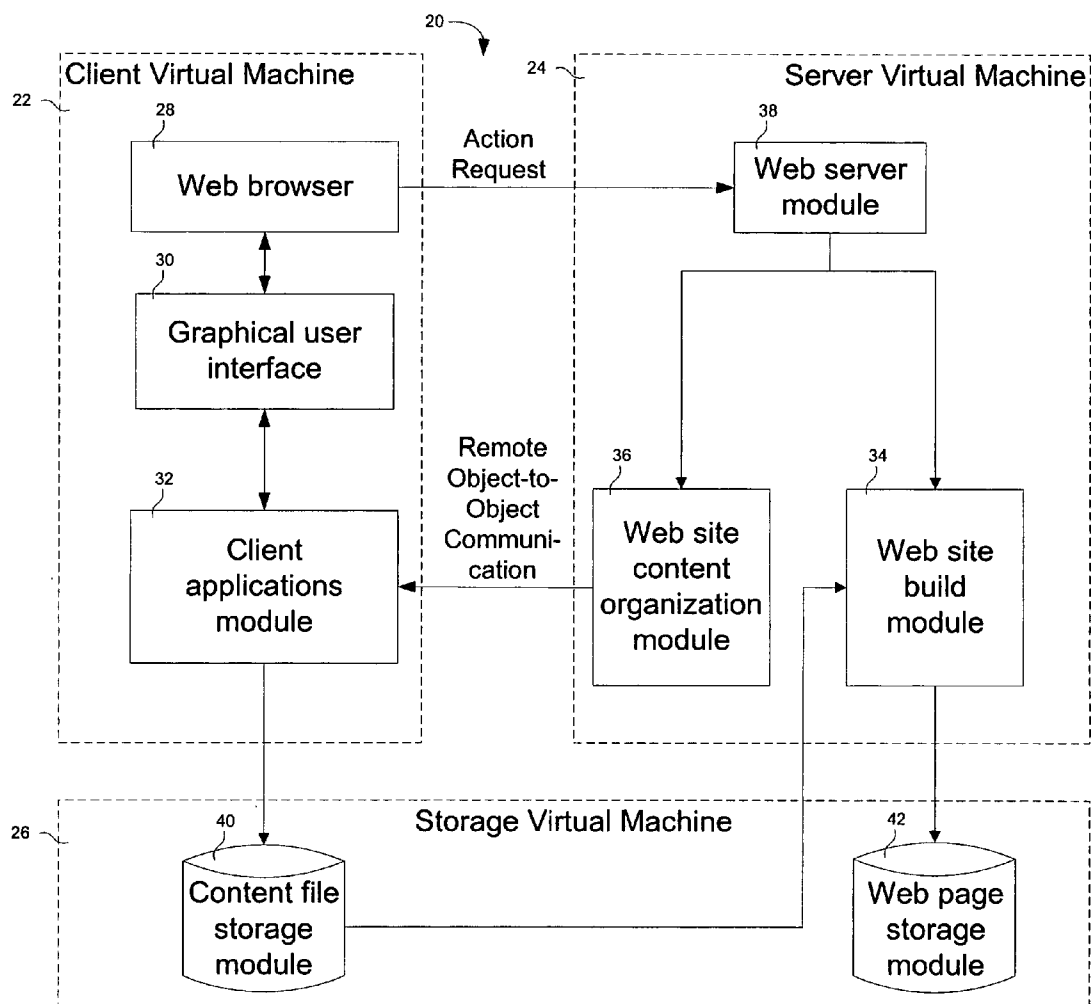 20
Client Virtual Machine
22
24
Server Virtual Machine
28
Web browser
Action
Request
38
Web server
module
30
Graphical user
interface
32
Client
applications
module
Remote
Object-to-
Object
Communi-
cation
36
Web site
content
organization
module
34
Web site
build
module
26
Storage Virtual Machine
40
Content file
storage
module
42
Web page
storage
module